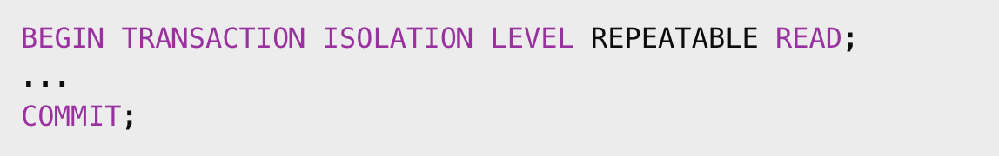 BEGIN TRANSACTION ISOLATION LEVEL REPEATABLE READ;
...
COMMIT;